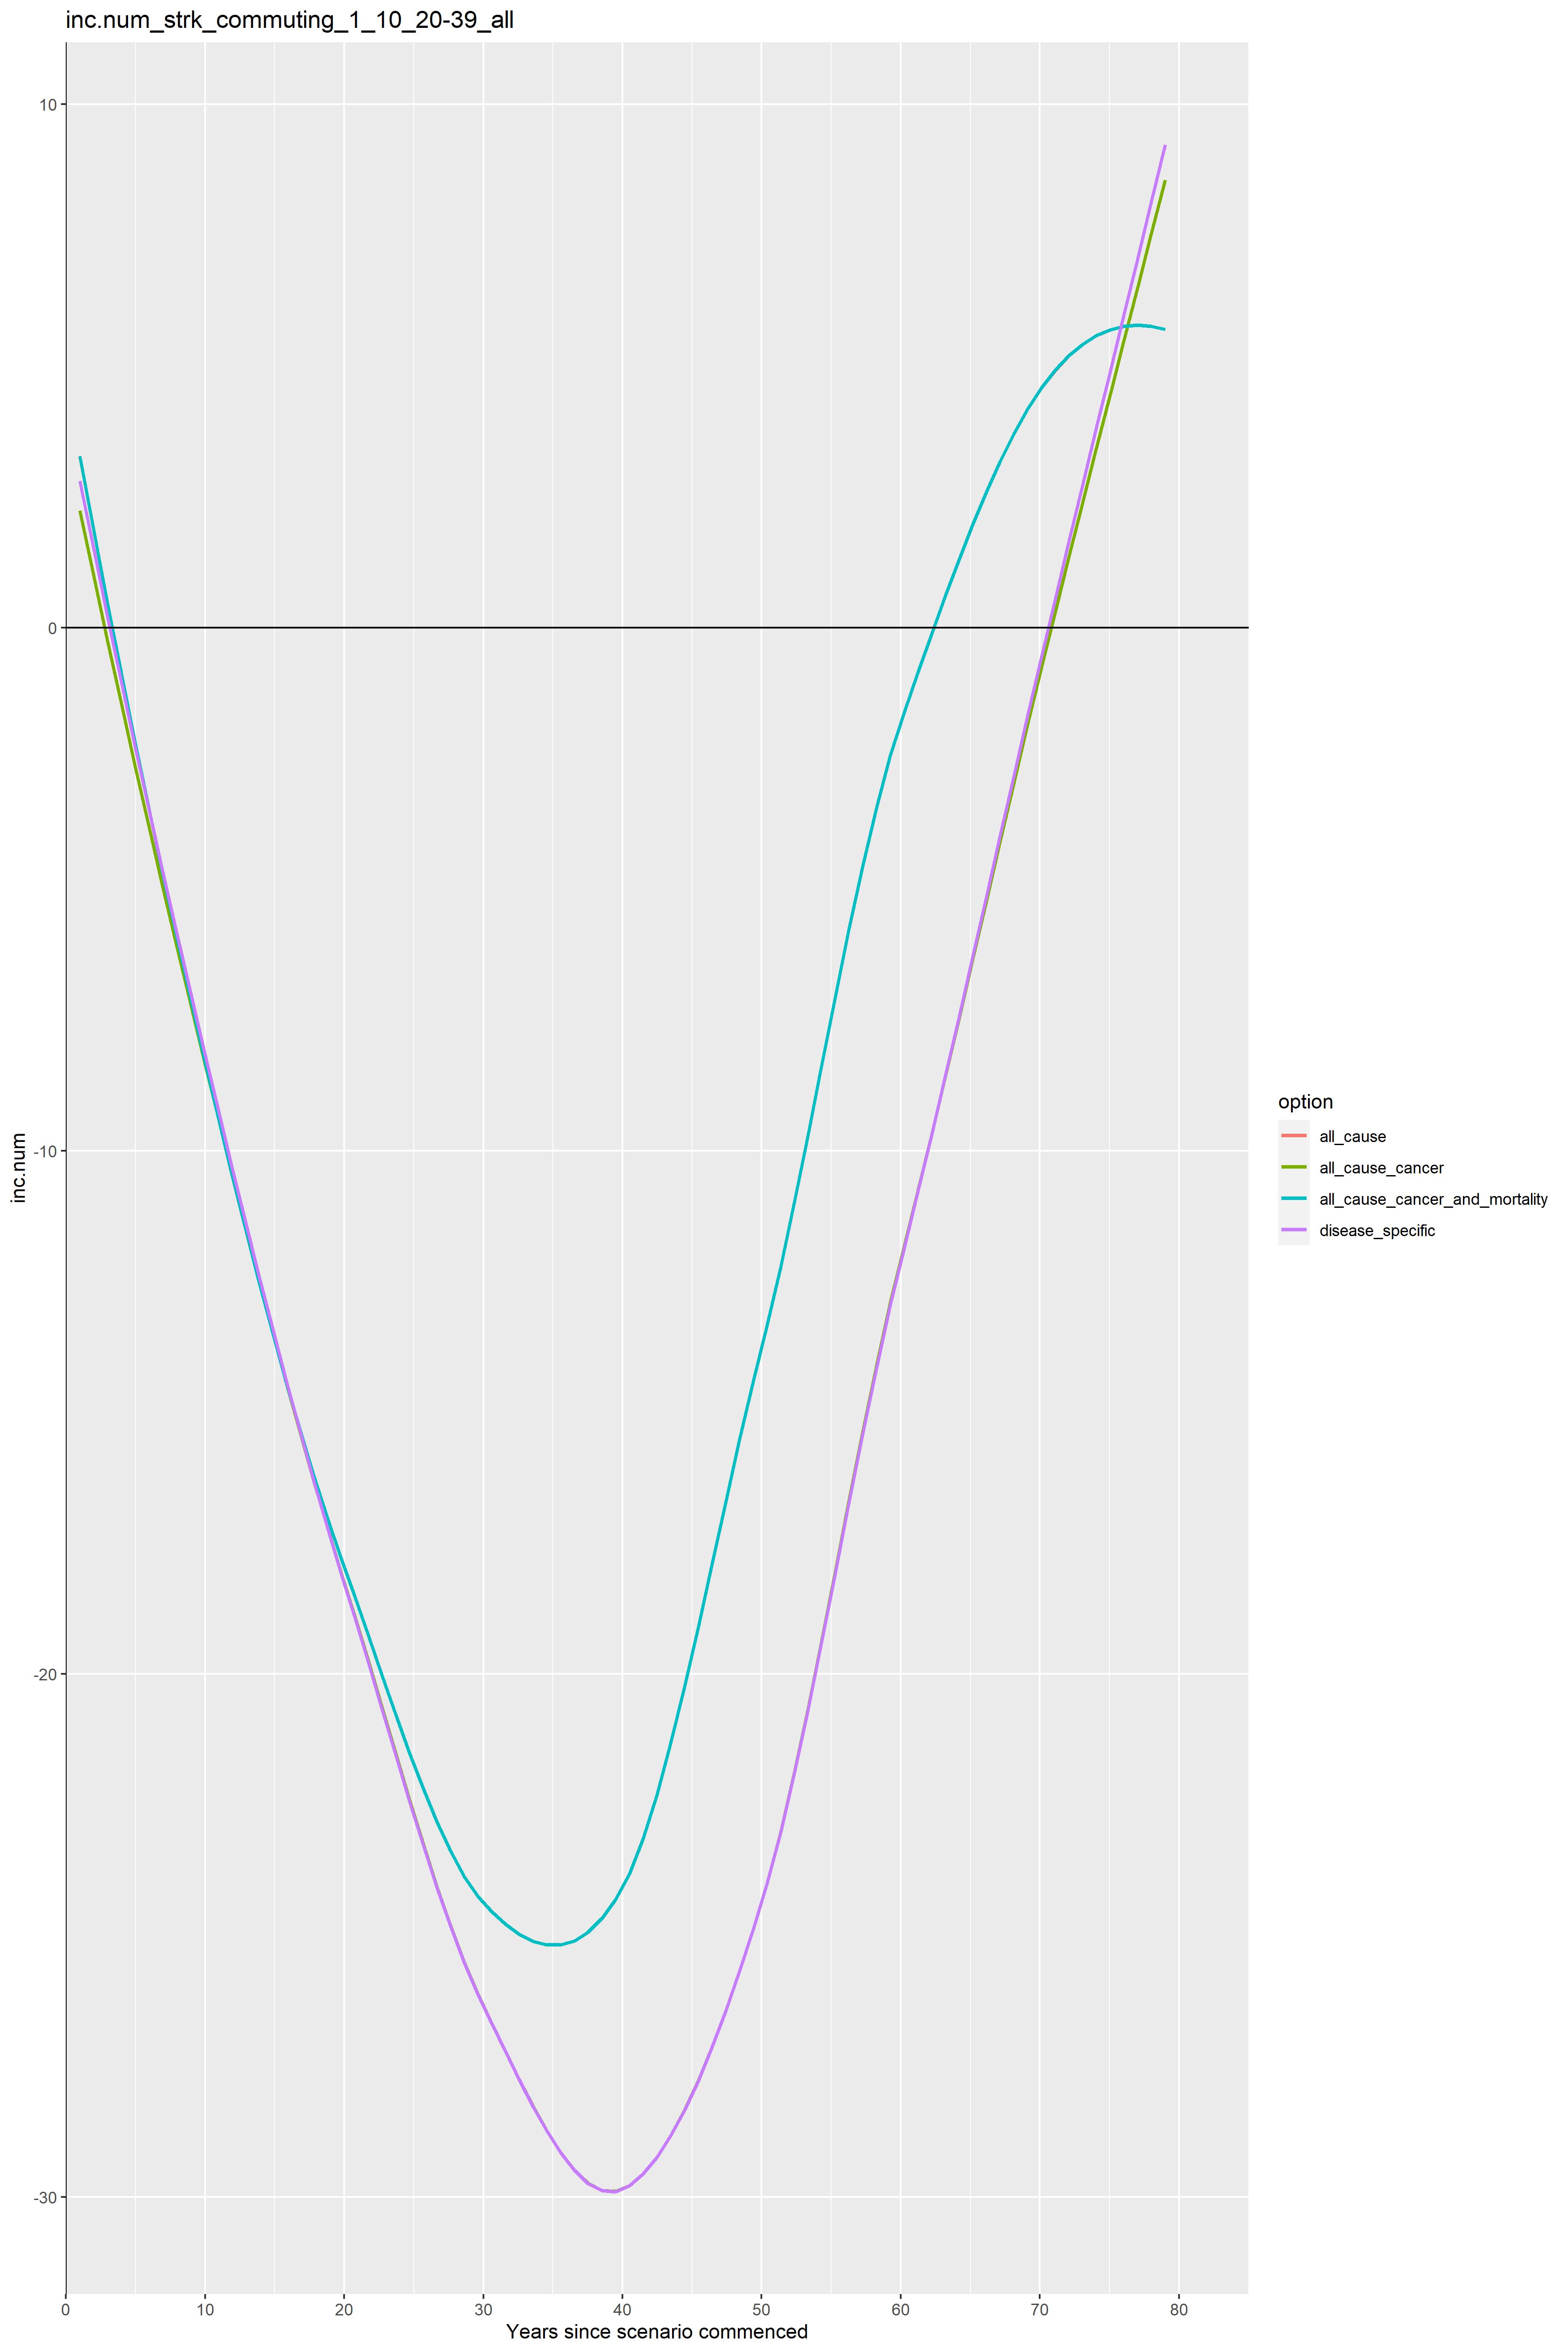 inc.num_strk_commuting_1_10_20-39_all
10
0
-10
-20
-30
inc.num
0 10 20 30 40 50 60 70 80
Years since scenario commenced
option
all_cause
all_cause_cancer
all_cause_cancer_and_mortality
disease_specific